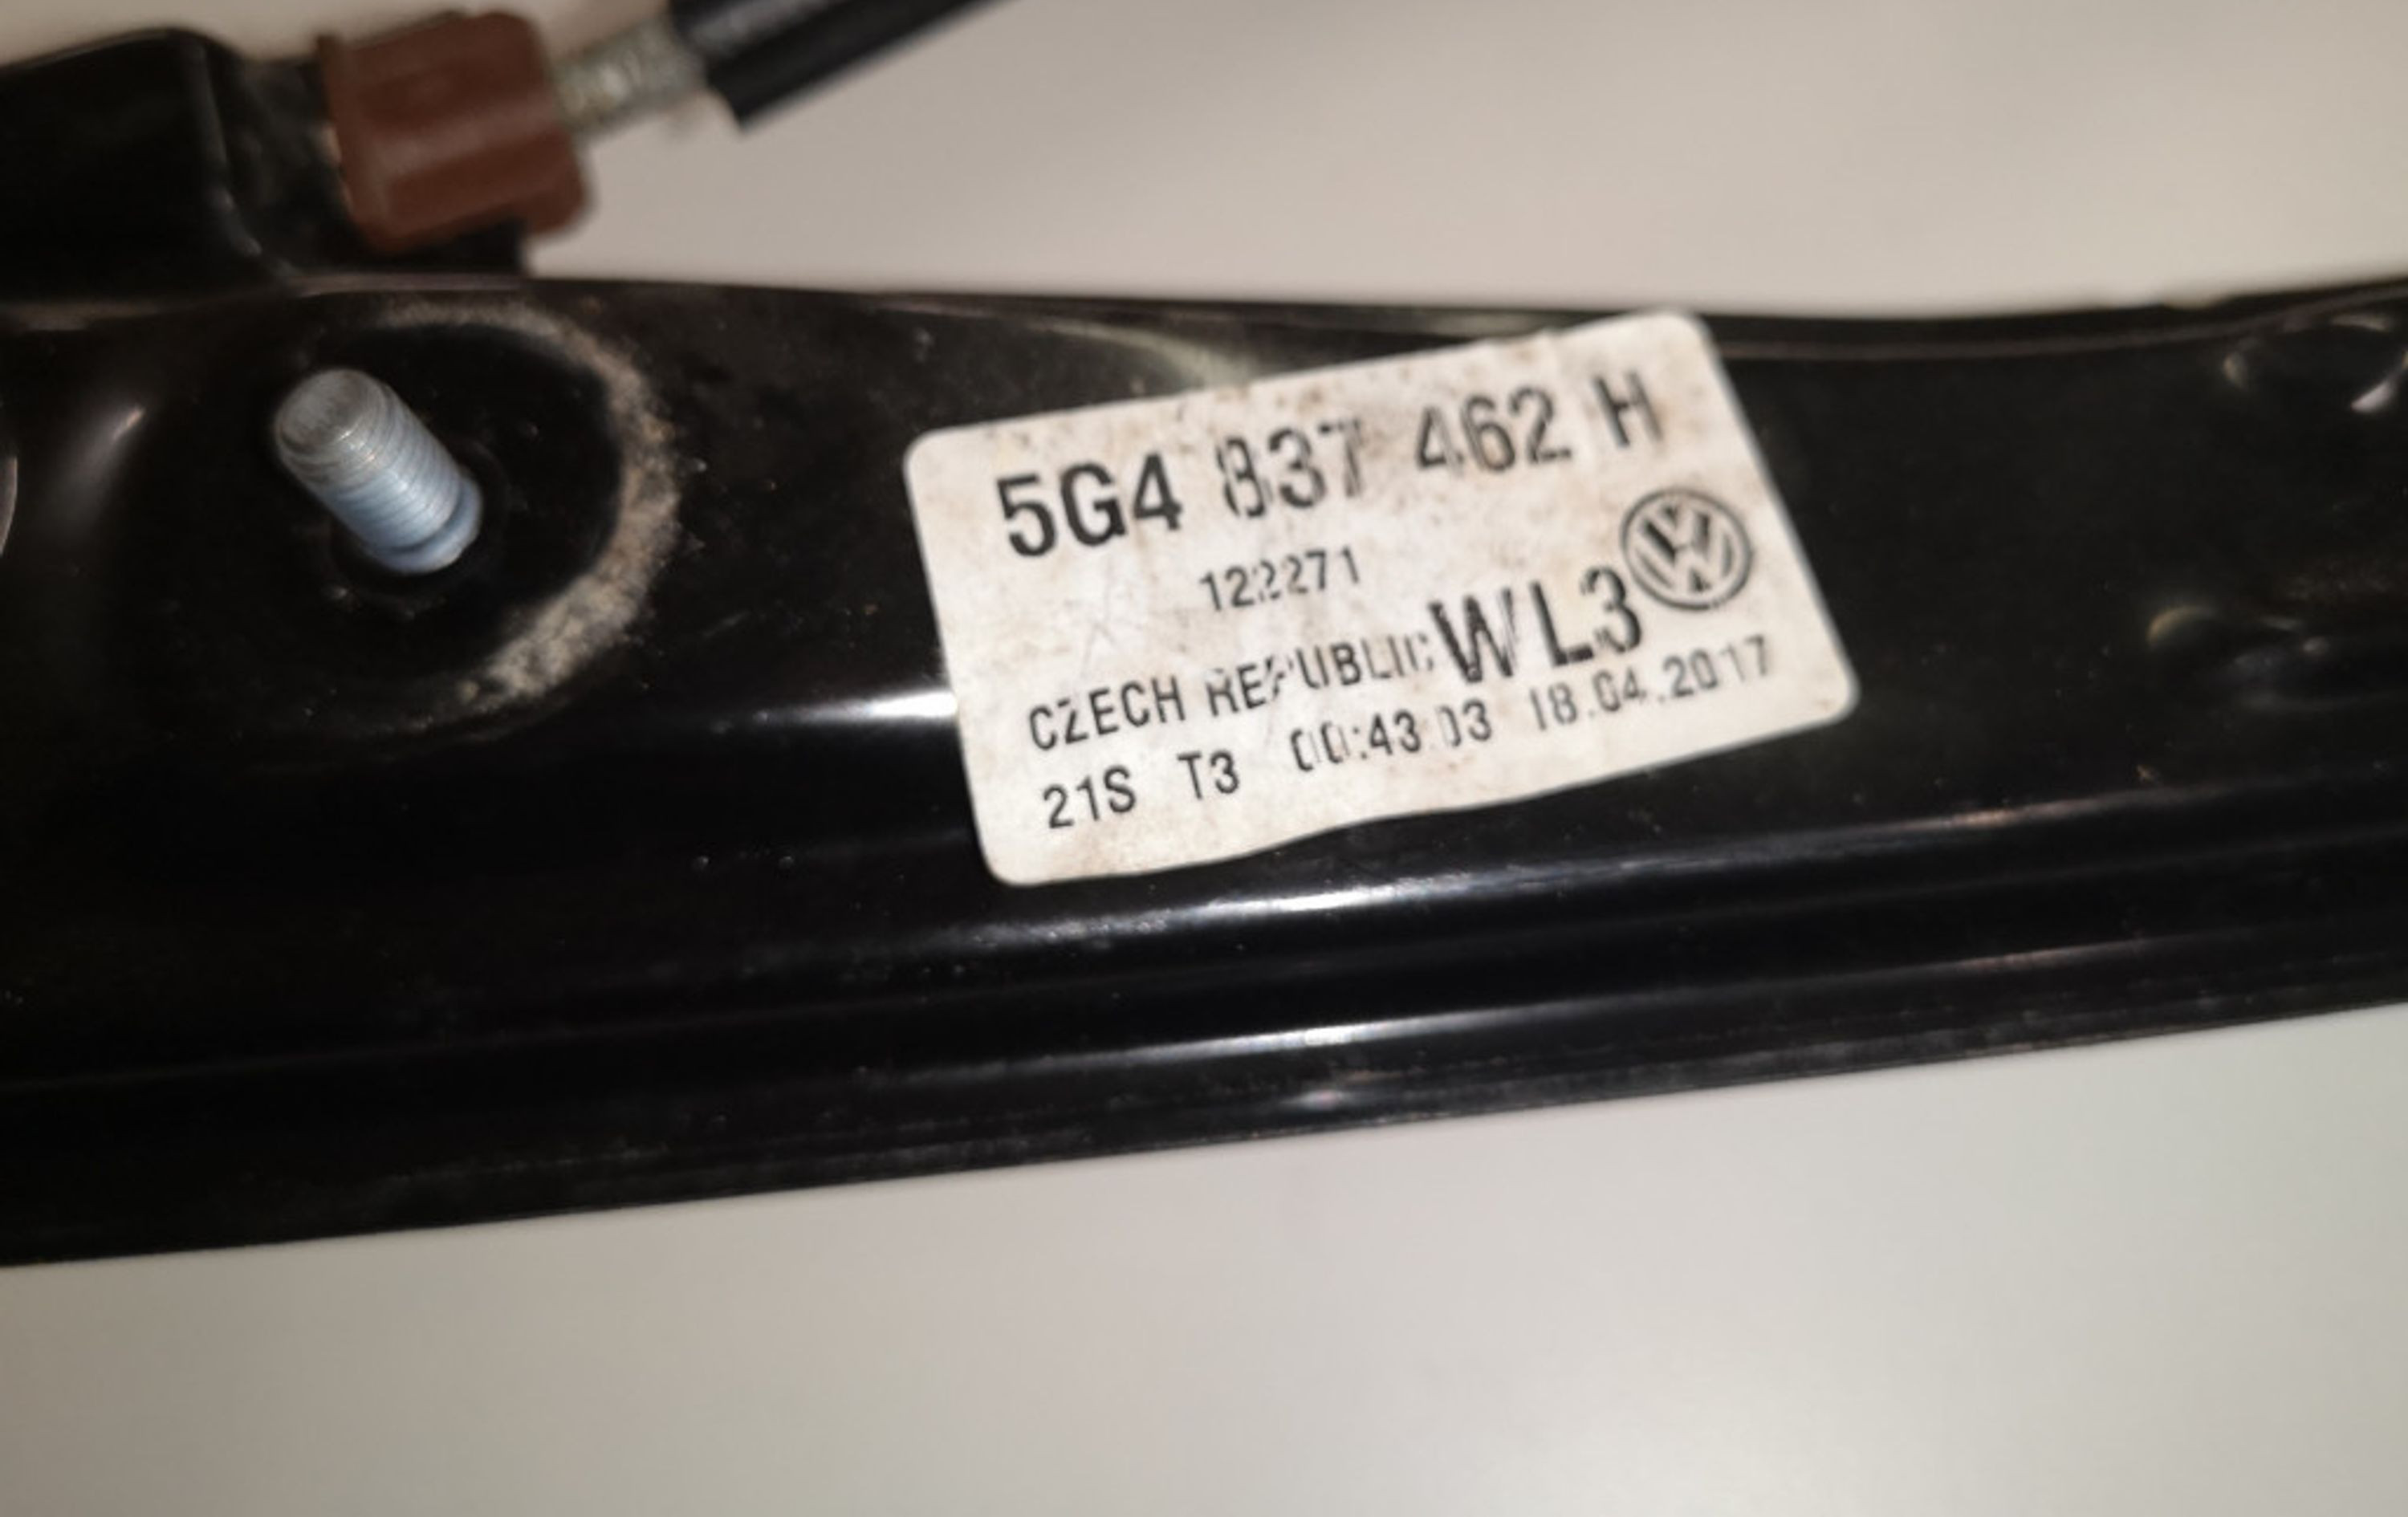 5G4 837 462 H
122271
CZECH REPUBLIC WL3
21S T3 00:43:03 18.04.2017